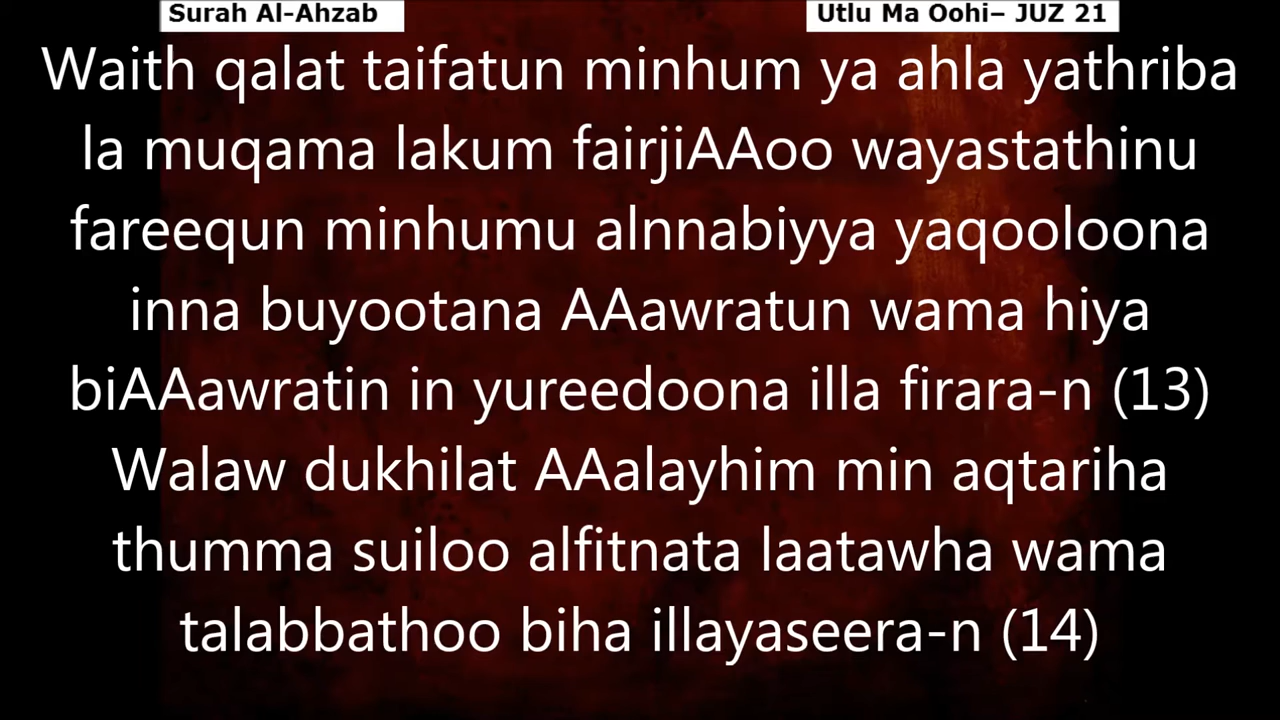 Surah Al-Ahzab
Utlu Ma Oohi– JUZ 21
Waith qalat taifatun minhum ya ahla yathriba
la muqama lakum fairjiAAoo wayastathinu
fareequn minhumu alnnabiyya yaqooloona
inna buyootana AAawratun wama hiya
biAAawratin in yureedoona illa firara-n (13)
Walaw dukhilat AAalayhim min aqtariha
thumma suiloo alfitnata laatawha wama
talabbathoo biha illayaseera-n (14)